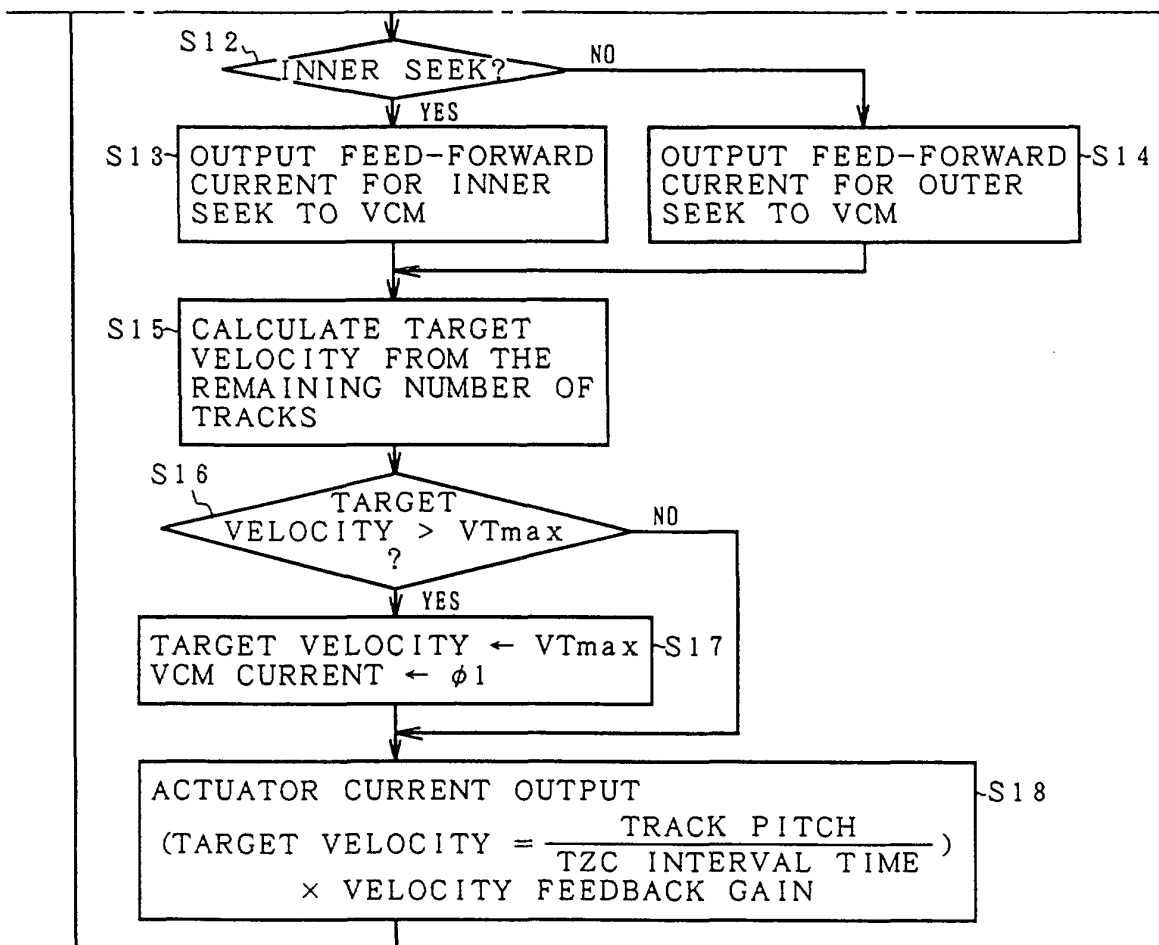 S12
INNER SEEK?
NO
YES
S13
OUTPUT FEED-FORWARD
CURRENT FOR INNER
SEEK TO VCM
OUTPUT FEED-FORWARD
CURRENT FOR OUTER
SEEK TO VCM
S14
S15
CALCULATE TARGET
VELOCITY FROM THE
REMAINING NUMBER OF
TRACKS
S16
TARGET
VELOCITY > VTmax
?
NO
YES
TARGET VELOCITY ← VTmax
VCM CURRENT ← φ1
S17
ACTUATOR CURRENT OUTPUT
S18
(TARGET VELOCITY = TRACK PITCH / TZC INTERVAL TIME)
× VELOCITY FEEDBACK GAIN